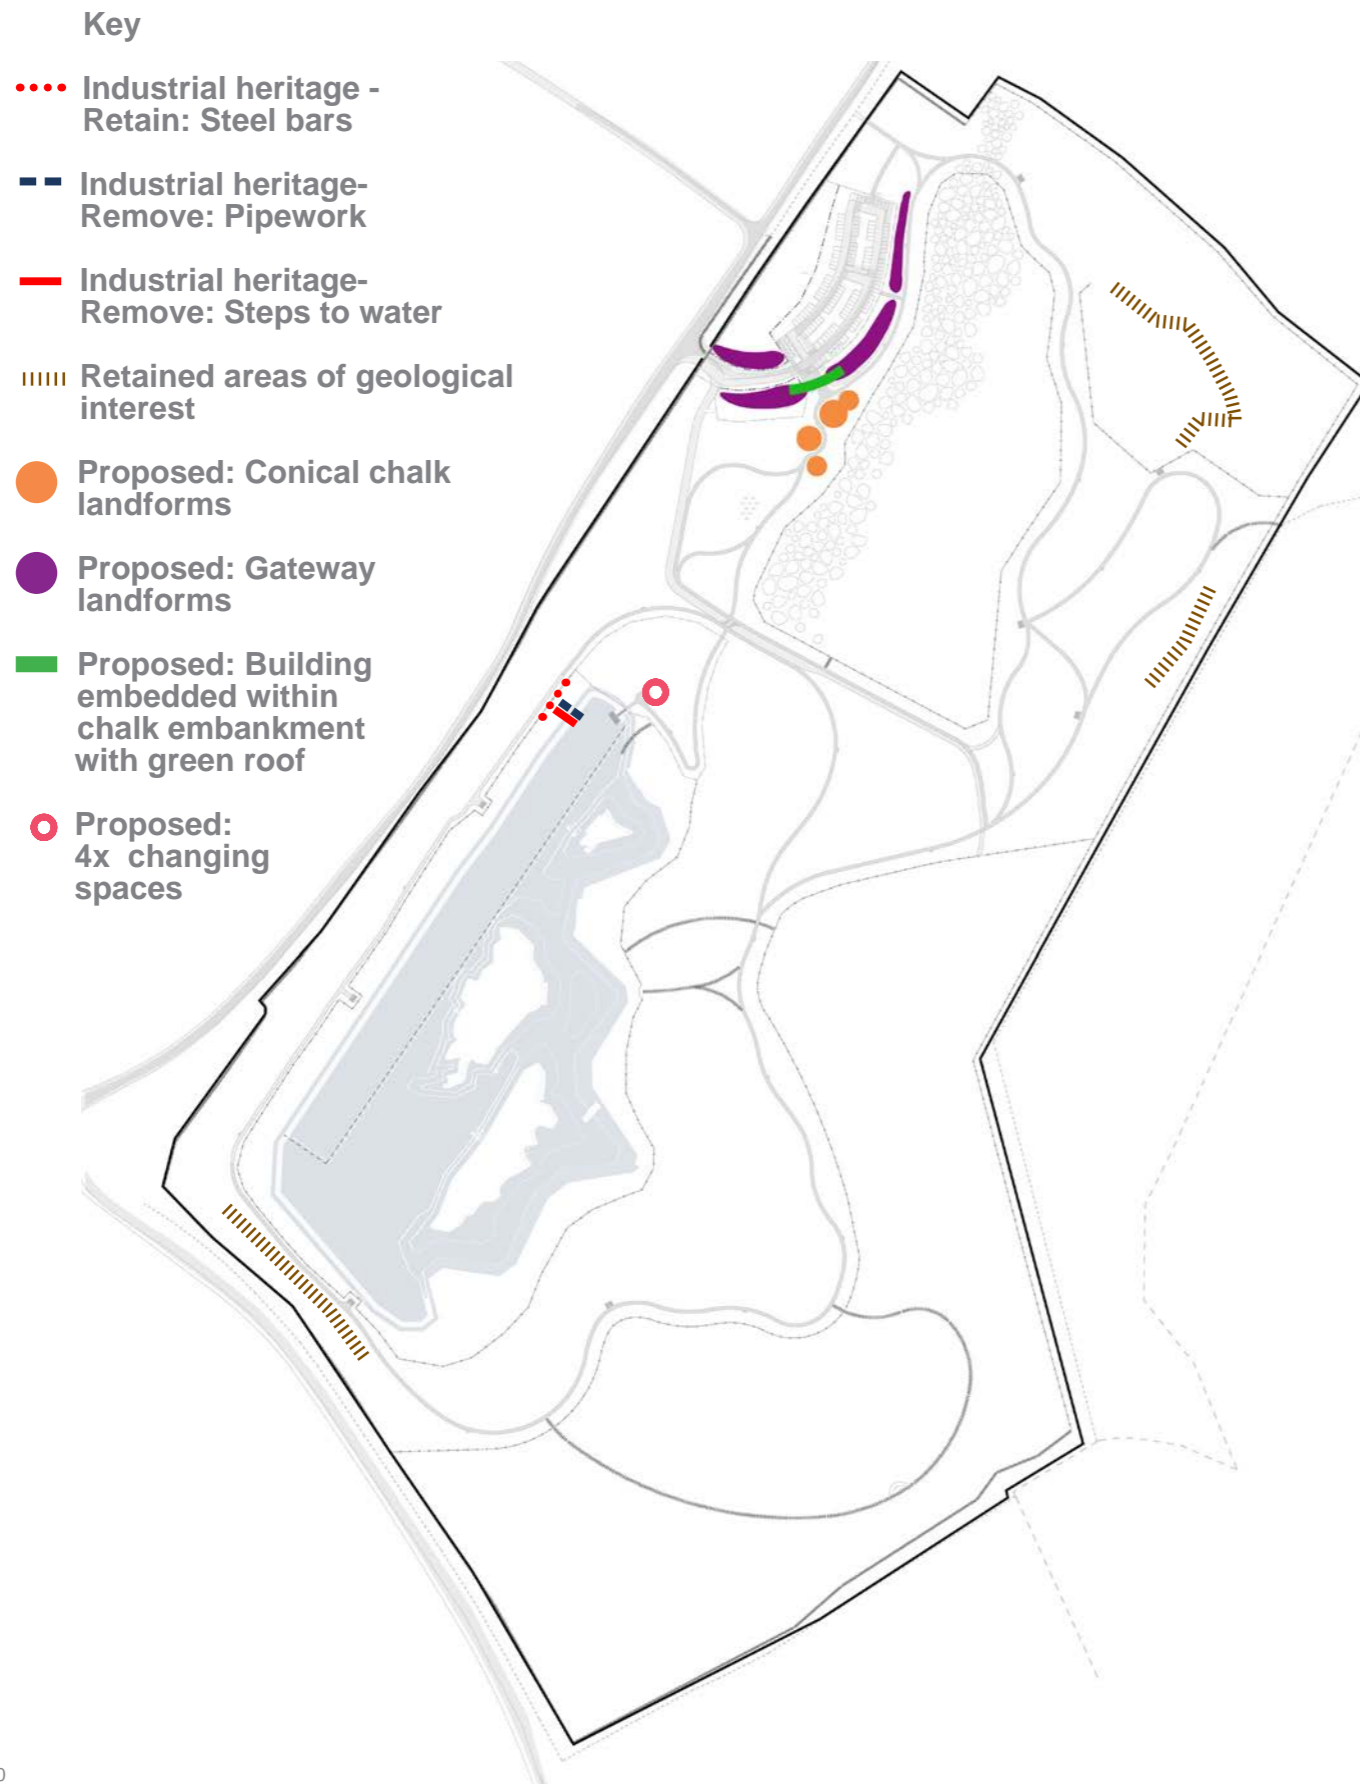 Key
Industrial heritage -
Retain: Steel bars
Industrial heritage-
Remove: Pipework
Industrial heritage-
Remove: Steps to water
Retained areas of geological
interest
Proposed: Conical chalk
landforms
Proposed: Gateway
landforms
Proposed: Building
embedded within
chalk embankment
with green roof
Proposed:
4x changing
spaces